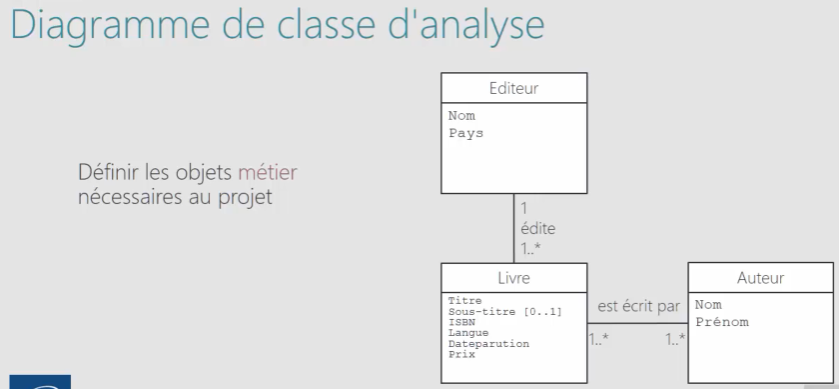 Diagramme de classe d'analyse
Définir les objets métier
nécessaires au projet
Editeur
Nom
Pays
1
édite
1..*
Livre
Titre
Sous-titre [0..1]
ISBN
Langue
Dateparution
Prix
est écrit par
1..*
1..*
Auteur
Nom
Prénom